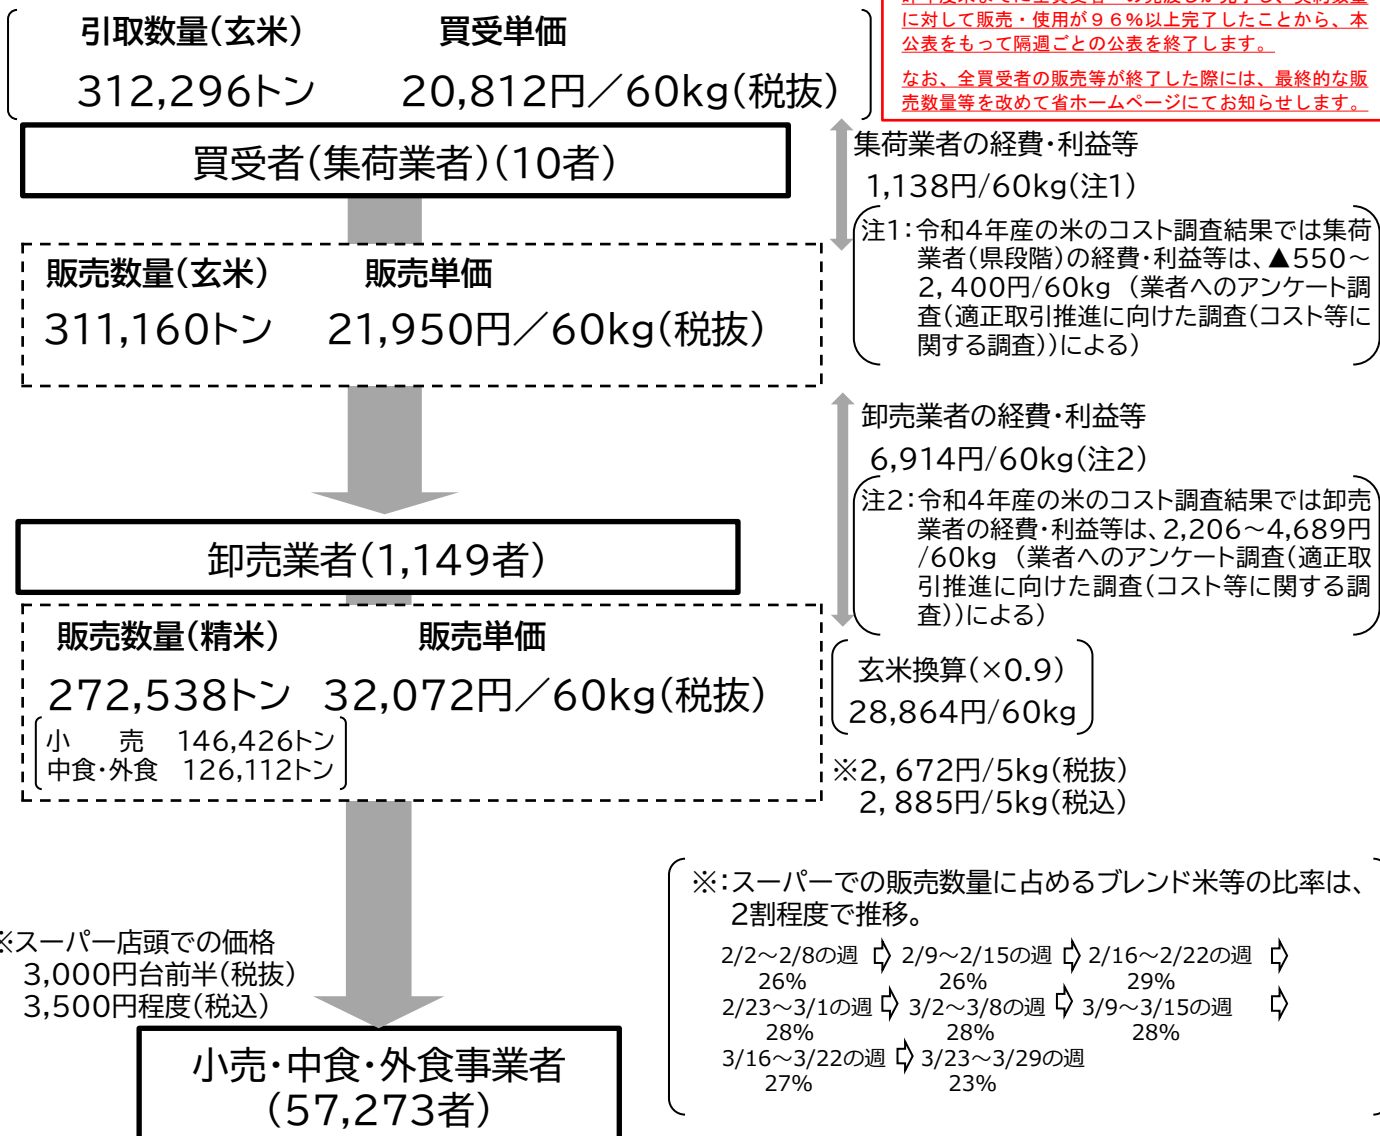 引取数量(玄米)　買受単価
312,296トン　20,812円／60kg(税抜)
に対して販売・使用が９６％以上完了したことから、本
公表をもって隔週ごとの公表を終了します。
なお、全買受者の販売等が終了した際には、最終的な販
売数量等を改めて省ホームページにてお知らせします。
買受者(集荷業者)(10者)
集荷業者の経費・利益等
1,138円/60kg(注1)
注1：令和４年産の米のコスト調査結果では集荷
業者(県段階)の経費・利益等は、▲550～
2,400円/60kg （業者へのアンケート調
査(適正取引推進に向けた調査(コスト等に
関する調査))による)
販売数量(玄米)　販売単価
311,160トン　21,950円／60kg(税抜)
卸売業者の経費・利益等
6,914円/60kg(注2)
注2：令和４年産の米のコスト調査結果では卸売
業者の経費・利益等は、2,206～4,689円
/60kg （業者へのアンケート調査(適正取
引推進に向けた調査(コスト等に関する調
査))による)
卸売業者(1,149者)
販売数量(精米)　販売単価
272,538トン　32,072円／60kg(税抜)
小　売　146,426トン
中食・外食　126,112トン
玄米換算(×0.9)
28,864円/60kg
※2,672円/5kg(税抜)
2,885円/5kg(税込)
※スーパー店頭での価格
3,000円台前半(税抜)
3,500円程度(税込)
小売・中食・外食事業者
(57,273者)
※：スーパーでの販売数量に占めるブレンド米等の比率は、
２割程度で推移。
2/2～2/8の週 ⇨ 2/9～2/15の週 ⇨ 2/16～2/22の週 ⇨
26%　26%　29%
2/23～3/1の週 ⇨ 3/2～3/8の週 ⇨ 3/9～3/15の週 ⇨
28%　28%　28%
3/16～3/22の週 ⇨ 3/23～3/29の週
27%　23%